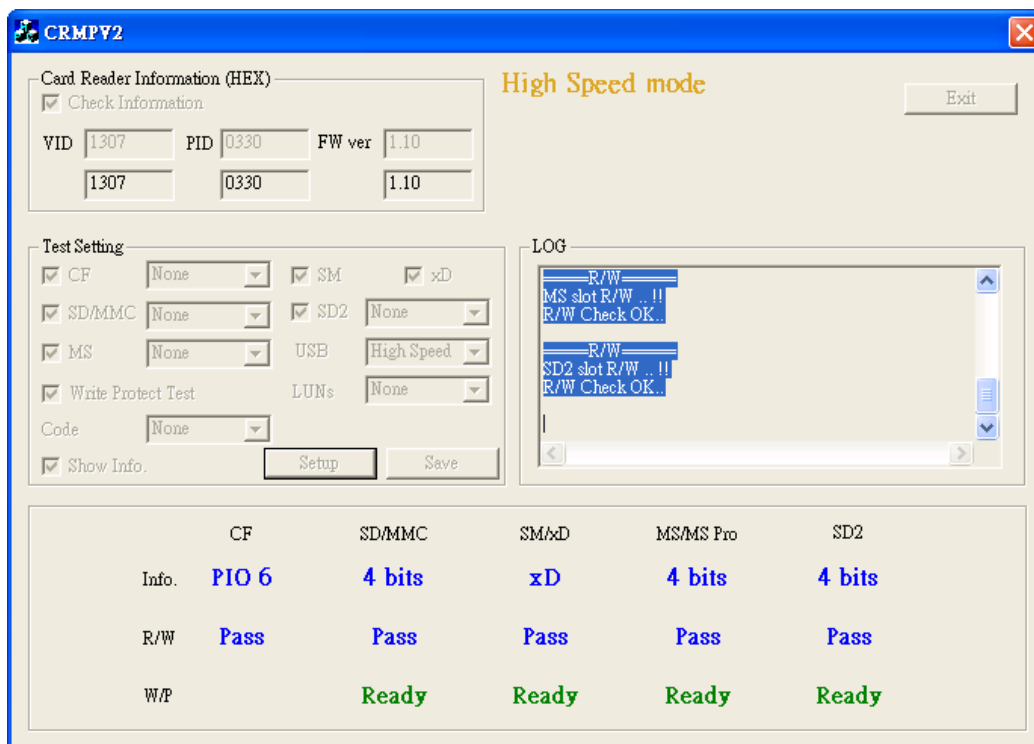 CRMPV2
Card Reader Information (HEX)
Check Information
VID 1307 PID 0330 FW ver 1.10
1307 0330 1.10
High Speed mode
Exit
Test Setting
CF None SM xD
SD/MMC None SD2 None
MS None USB High Speed
Write Protect Test LUNs None
Code None
Show Info. Setup Save
LOG
=====R/W======
MS slot R/W .. !!
R/W Check OK..
=====R/W======
SD2 slot R/W .. !!
R/W Check OK..
CF SD/MMC SM/xD MS/MS Pro SD2
Info. PIO 6 4 bits xD 4 bits 4 bits
R/W Pass Pass Pass Pass Pass
W/P Ready Ready Ready Ready